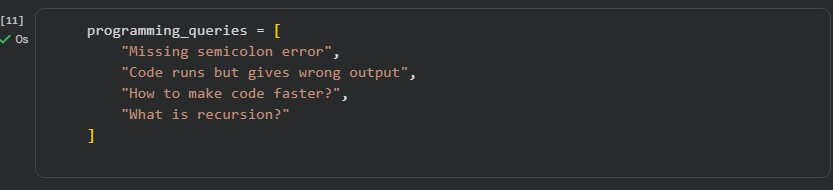 [11]
0s
programming_queries = [
    "Missing semicolon error",
    "Code runs but gives wrong output",
    "How to make code faster?",
    "What is recursion?"
]